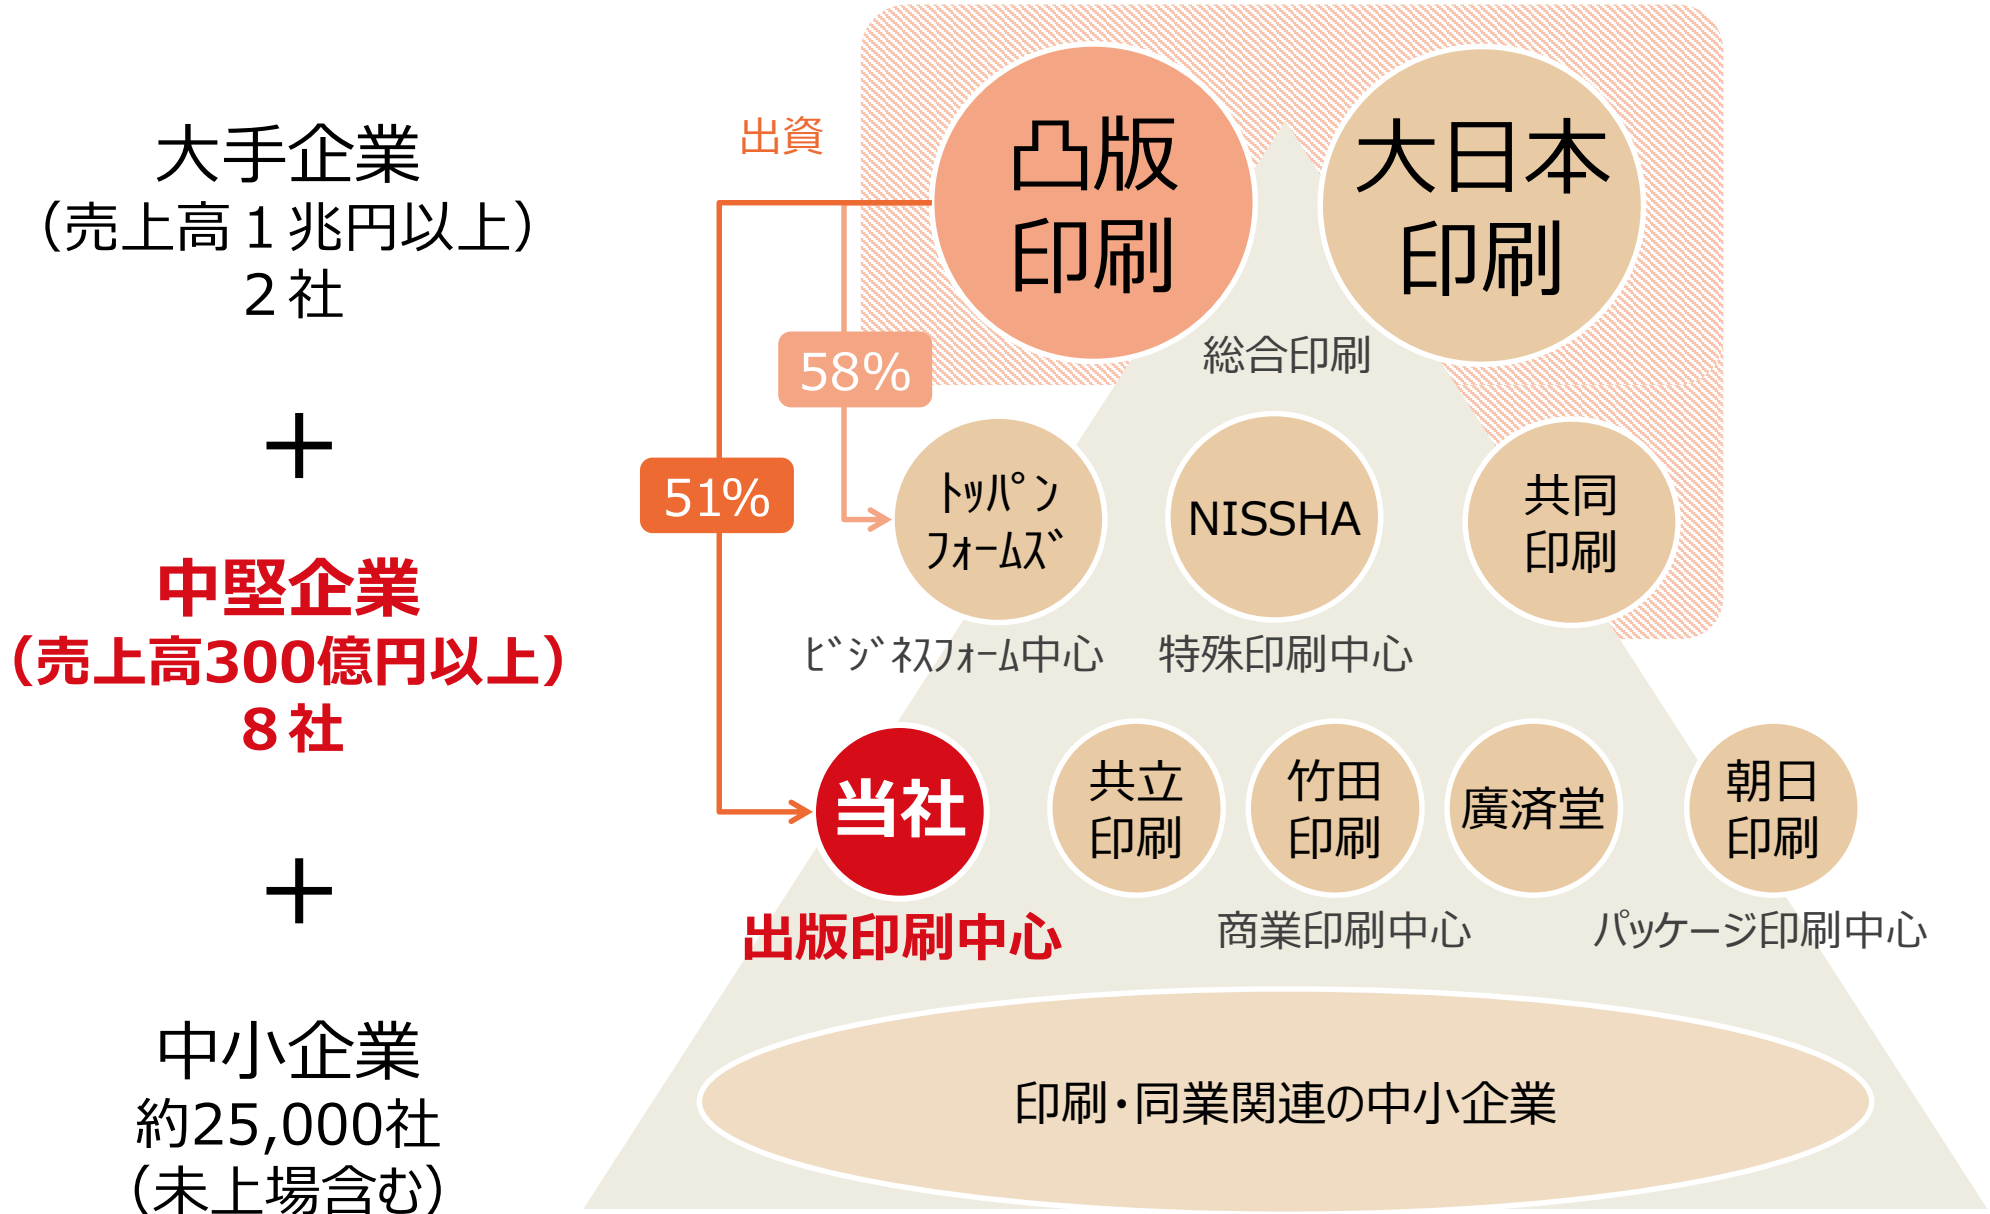 大手企業
（売上高１兆円以上）
２社
＋
中堅企業
（売上高300億円以上）
８社
＋
中小企業
約25,000社
（未上場含む）
出資
58%
51%
凸版
印刷
大日本
印刷
総合印刷
ﾄｯﾊﾟﾝ
ﾌｫｰﾑｽﾞ
NISSHA
共同
印刷
ﾋﾞｼﾞﾈｽﾌｫｰﾑ中心
特殊印刷中心
当社
共立
印刷
竹田
印刷
廣済堂
朝日
印刷
出版印刷中心
商業印刷中心
パッケージ印刷中心
印刷・同業関連の中小企業